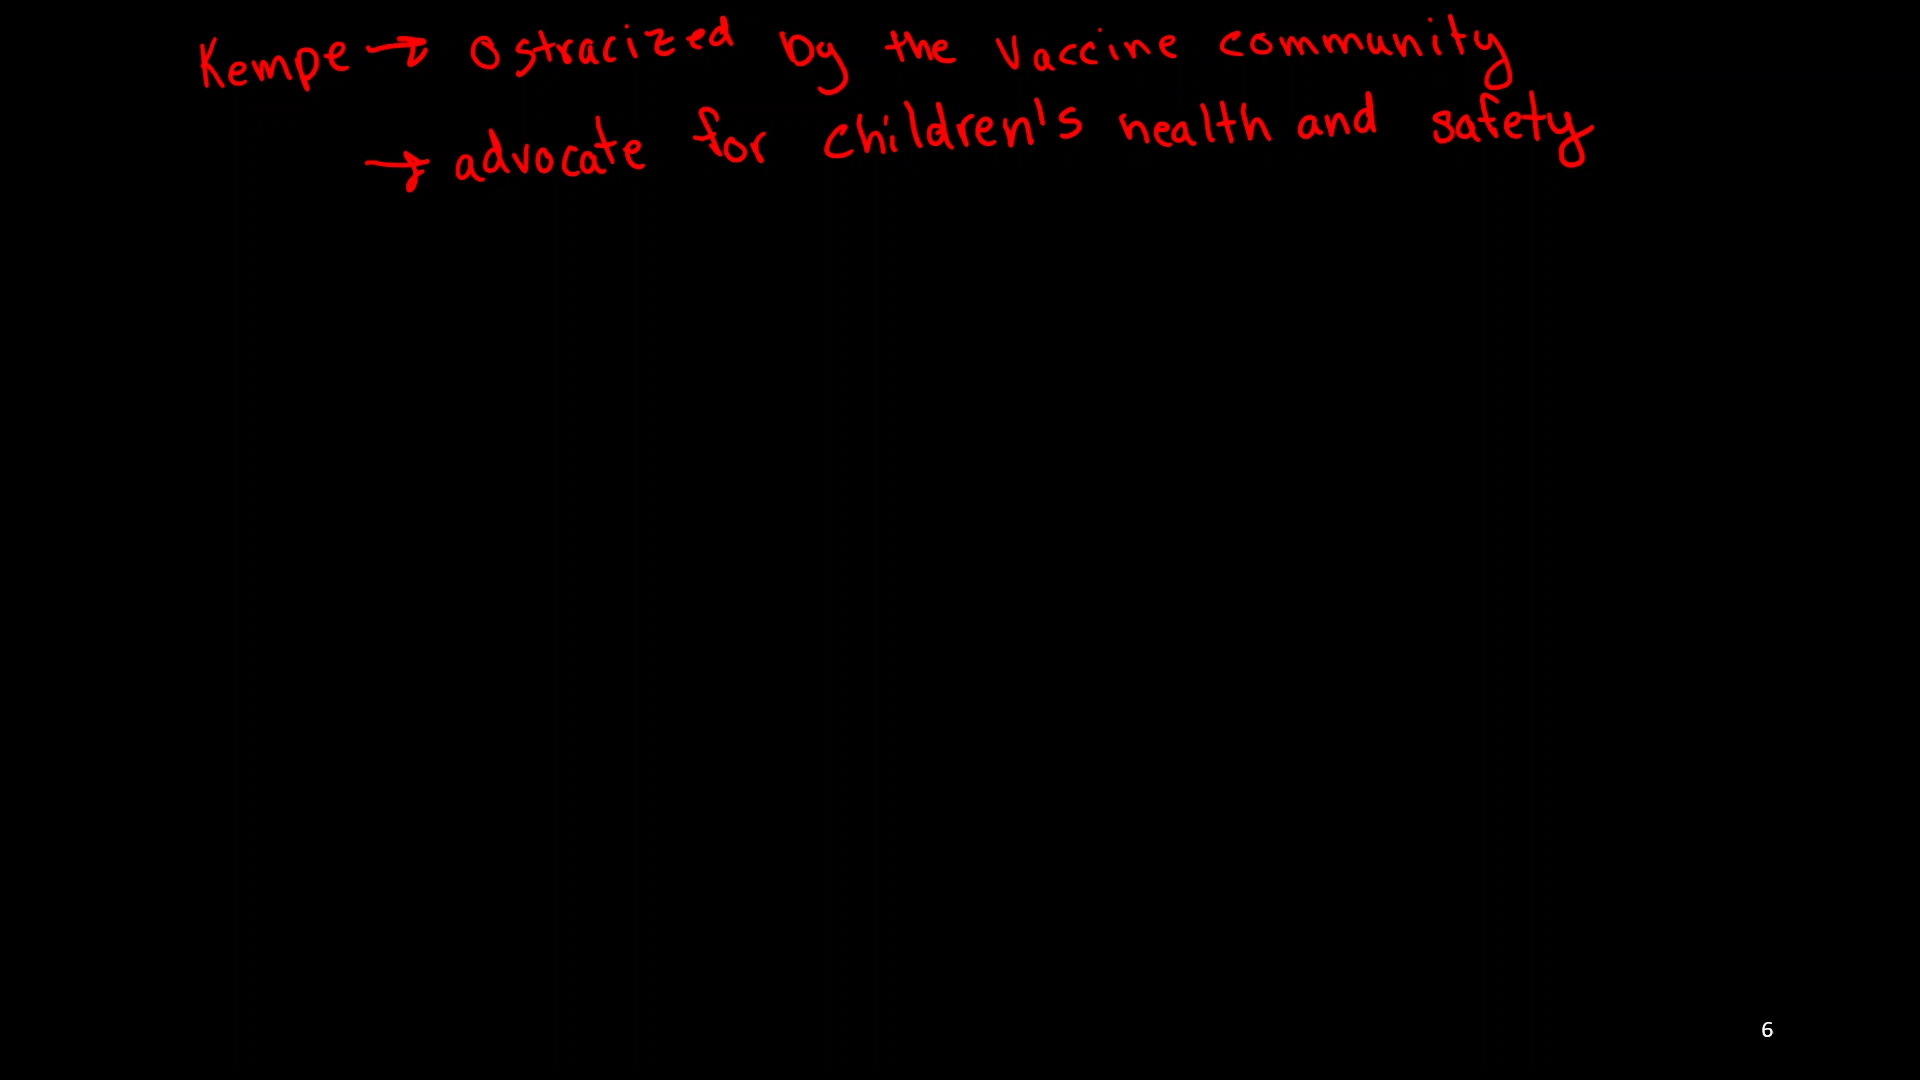 Kempe → Ostracized by the Vaccine community
→ advocate for children's health and safety
6